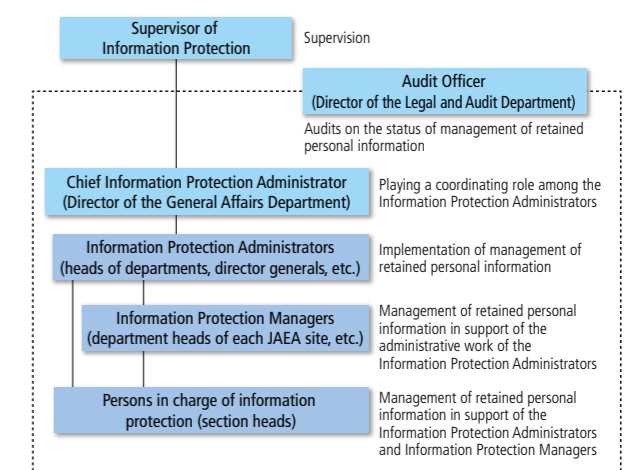 Supervisor of
Information Protection
Supervision
Audit Officer
(Director of the Legal and Audit Department)
Audits on the status of management of retained
personal information
Chief Information Protection Administrator
(Director of the General Affairs Department)
Playing a coordinating role among the
Information Protection Administrators
Information Protection Administrators
(heads of departments, director generals, etc.)
Implementation of management of
retained personal information
Information Protection Managers
(department heads of each JAEA site, etc.)
Management of retained personal
information in support of the
administrative work of the
Information Protection Administrators
Persons in charge of information
protection (section heads)
Management of retained personal
information in support of the
Information Protection Administrators
and Information Protection Managers